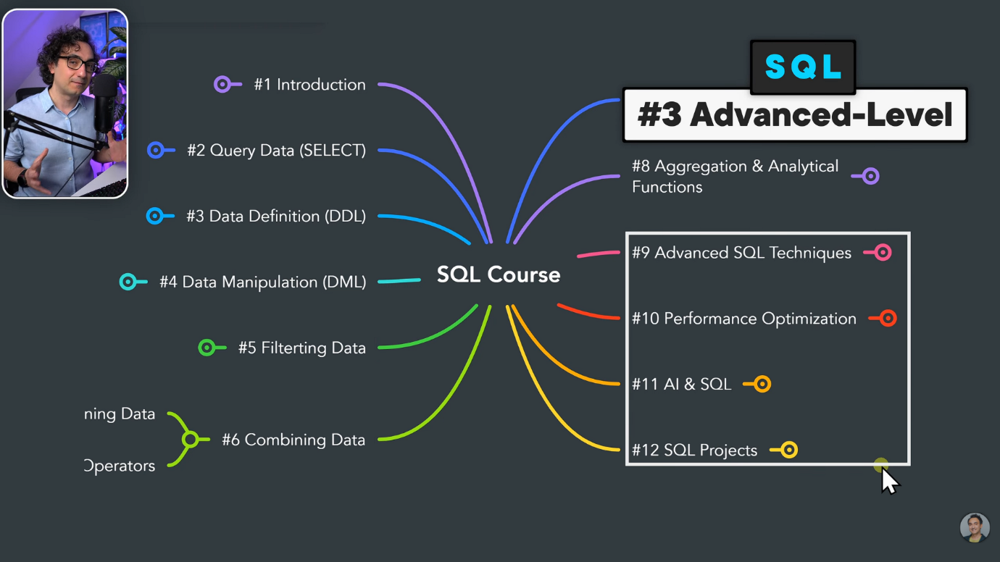 SQL
#3 Advanced-Level
#1 Introduction
#2 Query Data (SELECT)
#3 Data Definition (DDL)
#4 Data Manipulation (DML)
#5 Filterting Data
#6 Combining Data
ning Data
Operators
SQL Course
#8 Aggregation & Analytical
Functions
#9 Advanced SQL Techniques
#10 Performance Optimization
#11 AI & SQL
#12 SQL Projects